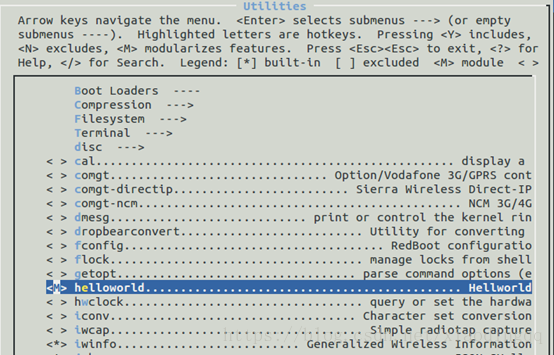 Utilities
Arrow keys navigate the menu. <Enter> selects submenus ---> (or empty
submenus ----). Highlighted letters are hotkeys. Pressing <Y> includes,
<N> excludes, <M> modularizes features. Press <Esc><Esc> to exit, <?> for
Help, </> for Search. Legend: [*] built-in [ ] excluded <M> module < >
Boot Loaders ----
Compression --->
Filesystem --->
Terminal --->
disc --->
< > cal................................................... display a
< > comgt................................ Option/Vodafone 3G/GPRS cont
< > comgt-directip.......................... Sierra Wireless Direct-IP
< > comgt-ncm................................................ NCM 3G/4G
< > dmesg............................. print or control the kernel rin
< > dropbearconvert....................... Utility for converting
< > fconfig...................................... RedBoot configuratio
< > flock....................................... manage locks from shell
< > getopt.................................... parse command options (e
<M> helloworld............................................... Hellworld
< > hwclock................................... query or set the hardwa
< > iconv.................................... Character set conversion
< > iwcap.................................... Simple radiotap capture
<*> iwinfo........................ Generalized Wireless Information